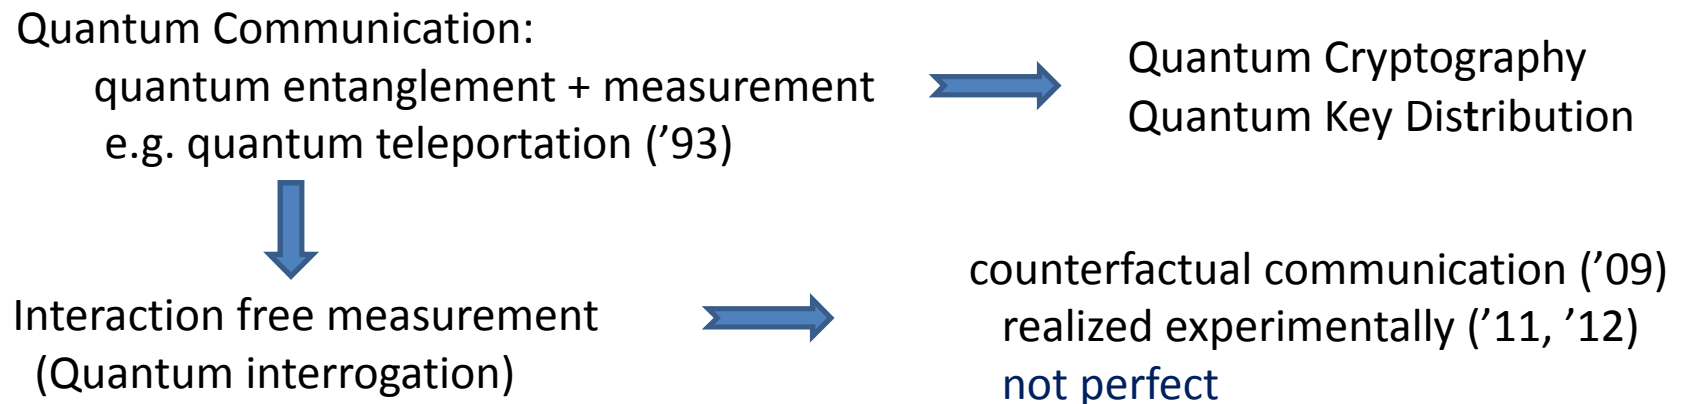 Quantum Communication:
quantum entanglement + measurement
e.g. quantum teleportation (’93)
Quantum Cryptography
Quantum Key Distribution
Interaction free measurement
(Quantum interrogation)
counterfactual communication (’09)
realized experimentally (’11, ’12)
not perfect